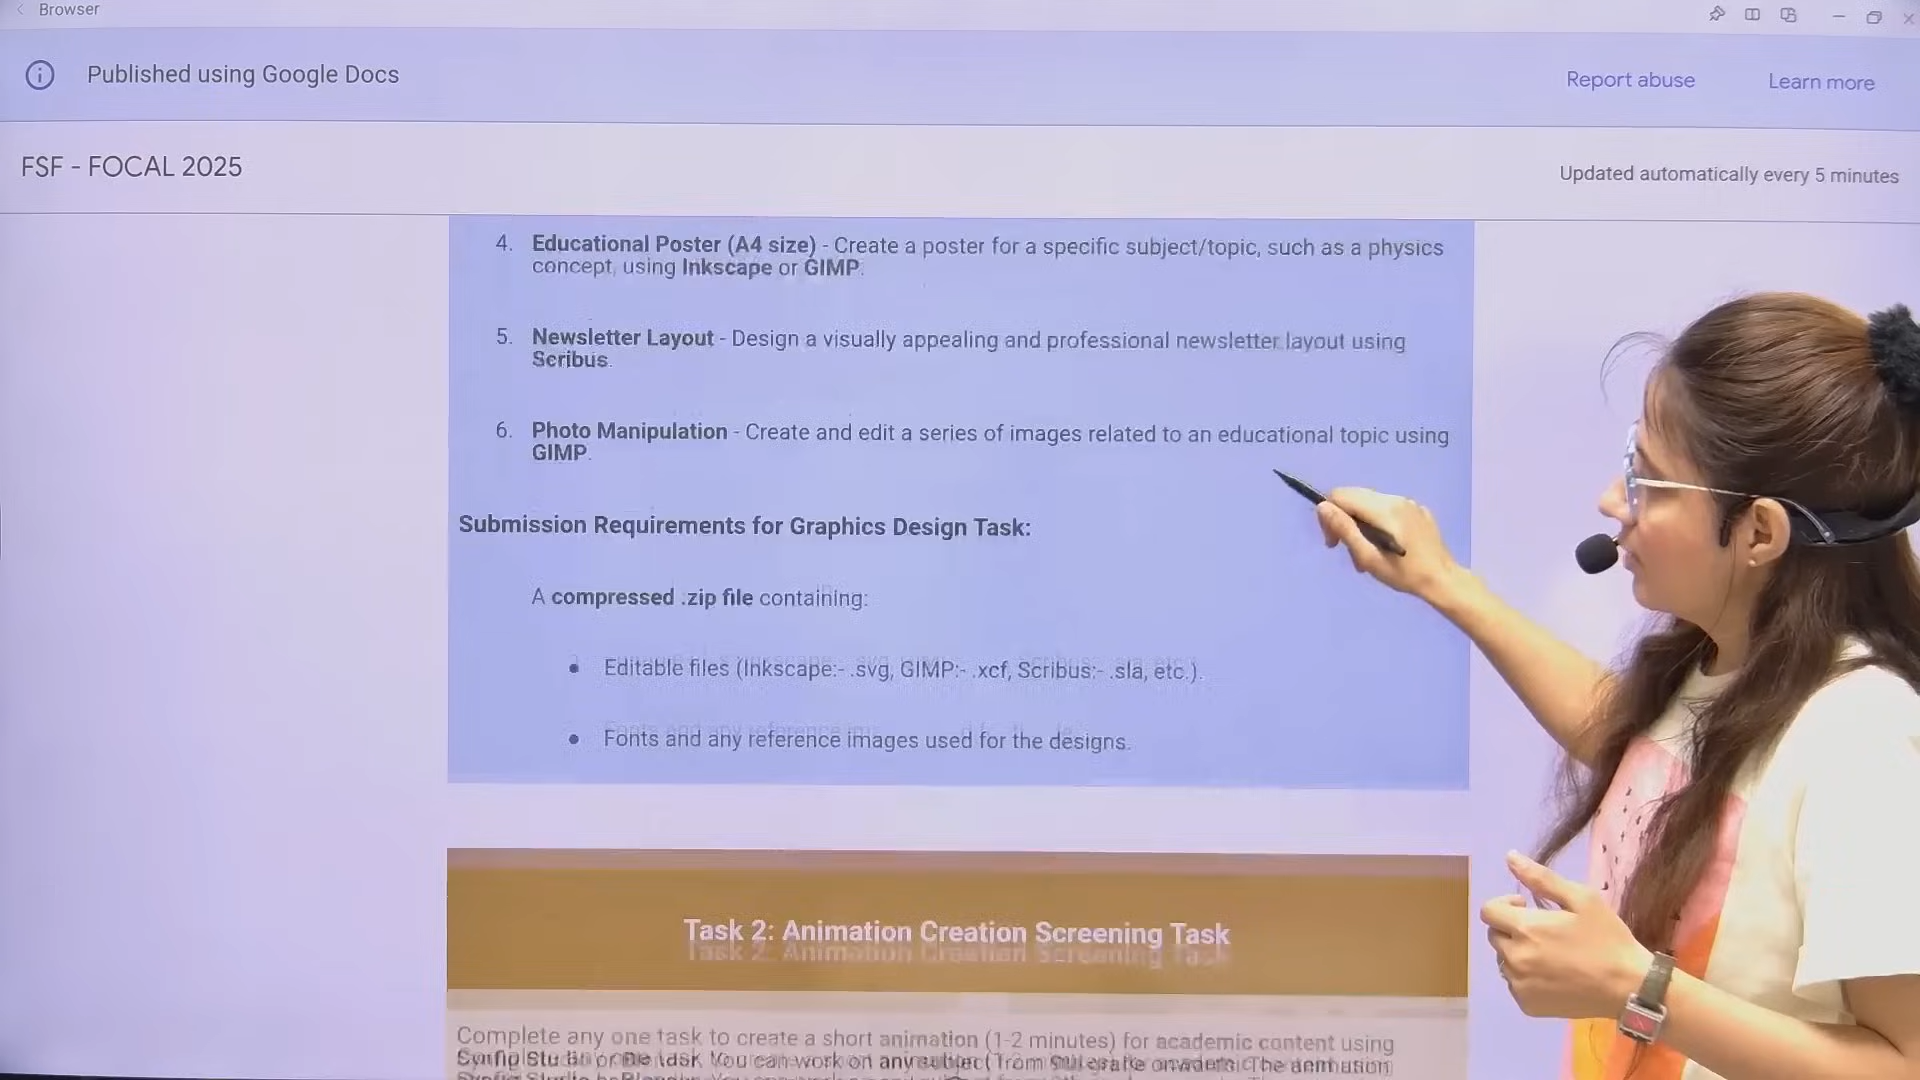 Browser
Published using Google Docs
Report abuse
Learn more
FSF - FOCAL 2025
Updated automatically every 5 minutes
4. Educational Poster (A4 size) - Create a poster for a specific subject/topic, such as a physics
concept, using Inkscape or GIMP.
5. Newsletter Layout - Design a visually appealing and professional newsletter layout using
Scribus.
6. Photo Manipulation - Create and edit a series of images related to an educational topic using
GIMP.
Submission Requirements for Graphics Design Task:
A compressed .zip file containing:
• Editable files (Inkscape:- .svg, GIMP:- .xcf, Scribus:- .sla, etc.).
• Fonts and any reference images used for the designs.
Task 2: Animation Creation Screening Task
Complete any one task to create a short animation (1-2 minutes) for academic content using